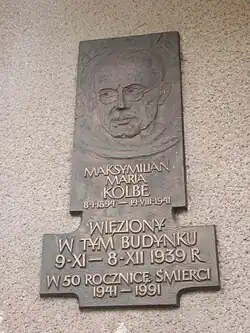 MAKSYMILIAN
MARIA
KOLBE
8·I·1894 — 14·VIII·1941
WIĘZIONY
W TYM BUDYNKU
9-XI — 8-XII 1939 R.
W 50 ROCZNICĘ ŚMIERCI
1941 — 1991